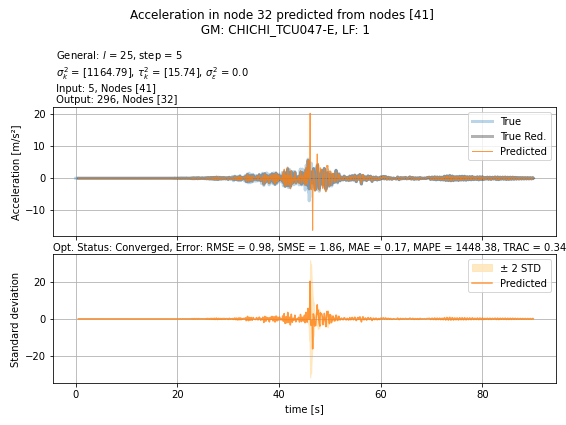 Acceleration in node 32 predicted from nodes [41]
GM: CHICHI_TCU047-E, LF: 1
General: l = 25, step = 5
σ²ₖ = [1164.79], τ²ₖ = [15.74], σ²_ε = 0.0
Input: 5, Nodes [41]
Output: 296, Nodes [32]
Acceleration [m/s²]
20
10
0
−10
True
True Red.
Predicted
Opt. Status: Converged, Error: RMSE = 0.98, SMSE = 1.86, MAE = 0.17, MAPE = 1448.38, TRAC = 0.34
Standard deviation
20
0
−20
± 2 STD
Predicted
0 20 40 60 80
time [s]